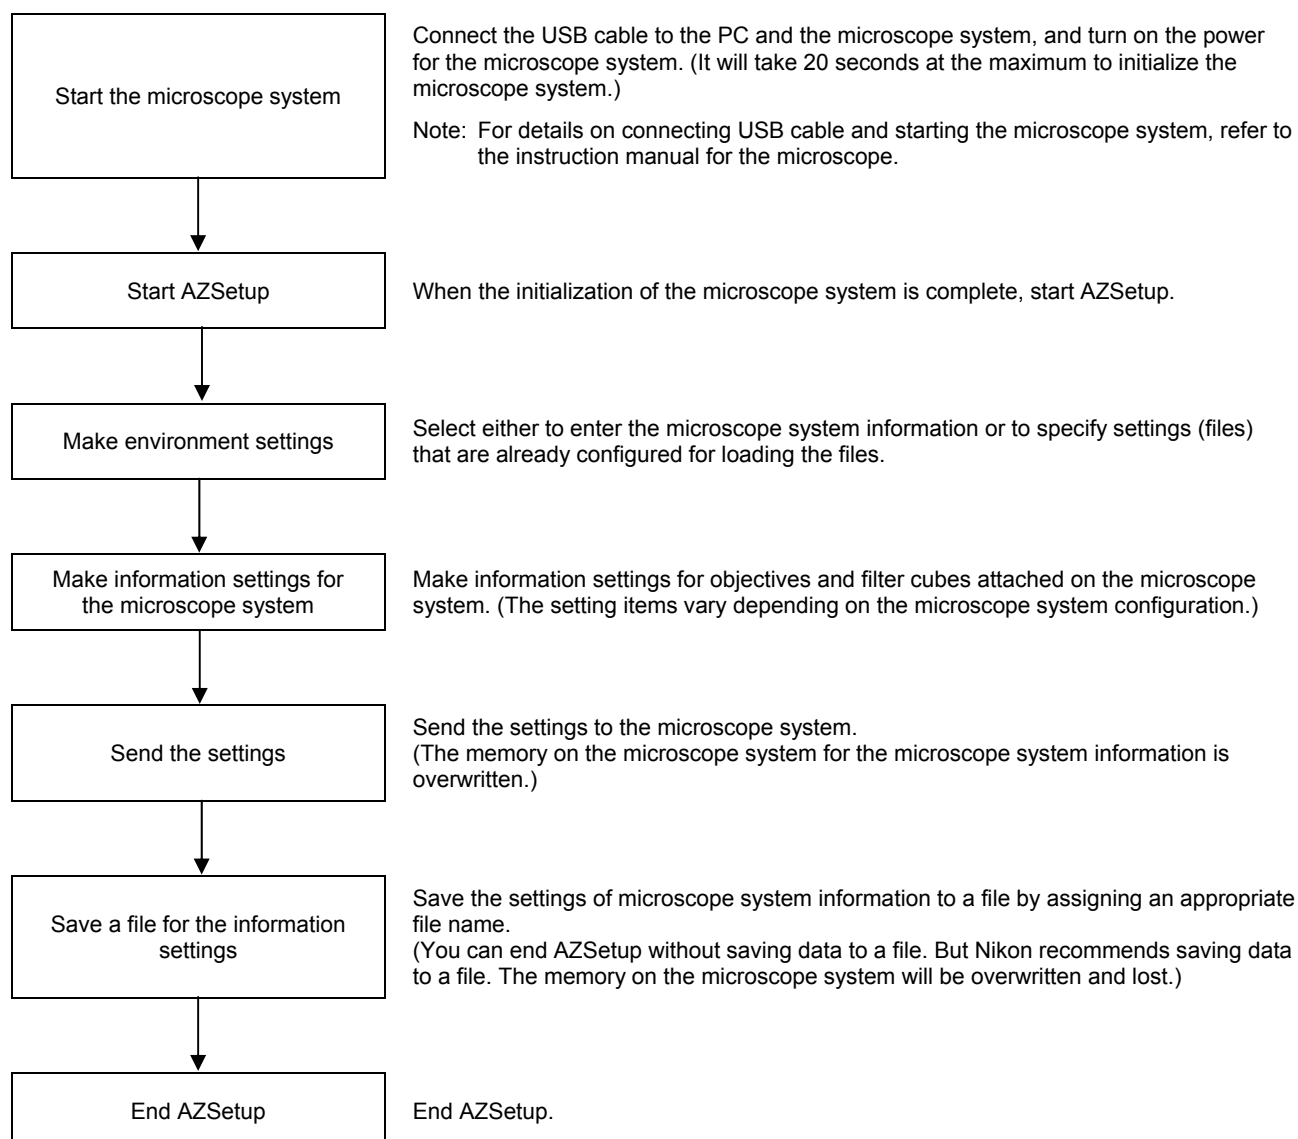 Start the microscope system
Connect the USB cable to the PC and the microscope system, and turn on the power
for the microscope system. (It will take 20 seconds at the maximum to initialize the
microscope system.)
Note: For details on connecting USB cable and starting the microscope system, refer to
the instruction manual for the microscope.
Start AZSetup
When the initialization of the microscope system is complete, start AZSetup.
Make environment settings
Select either to enter the microscope system information or to specify settings (files)
that are already configured for loading the files.
Make information settings for
the microscope system
Make information settings for objectives and filter cubes attached on the microscope
system. (The setting items vary depending on the microscope system configuration.)
Send the settings
Send the settings to the microscope system.
(The memory on the microscope system for the microscope system information is
overwritten.)
Save a file for the information
settings
Save the settings of microscope system information to a file by assigning an appropriate
file name.
(You can end AZSetup without saving data to a file. But Nikon recommends saving data
to a file. The memory on the microscope system will be overwritten and lost.)
End AZSetup
End AZSetup.